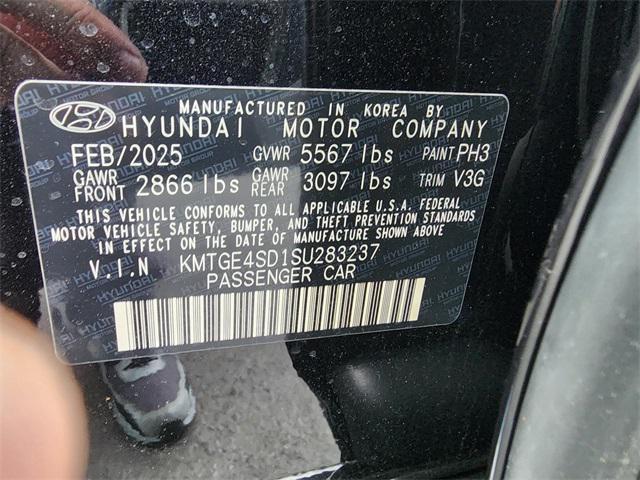 MANUFACTURED IN KOREA BY
HYUNDAI MOTOR COMPANY
FEB/2025 GVWR 5567 lbs PAINT PH3
GAWR FRONT 2866 lbs GAWR REAR 3097 lbs TRIM V3G
THIS VEHICLE CONFORMS TO ALL APPLICABLE U.S.A. FEDERAL
MOTOR VEHICLE SAFETY, BUMPER, AND THEFT PREVENTION STANDARDS
IN EFFECT ON THE DATE OF MANUFACTURE SHOWN ABOVE
V.I.N KMTGE4SD1SU283237
PASSENGER CAR